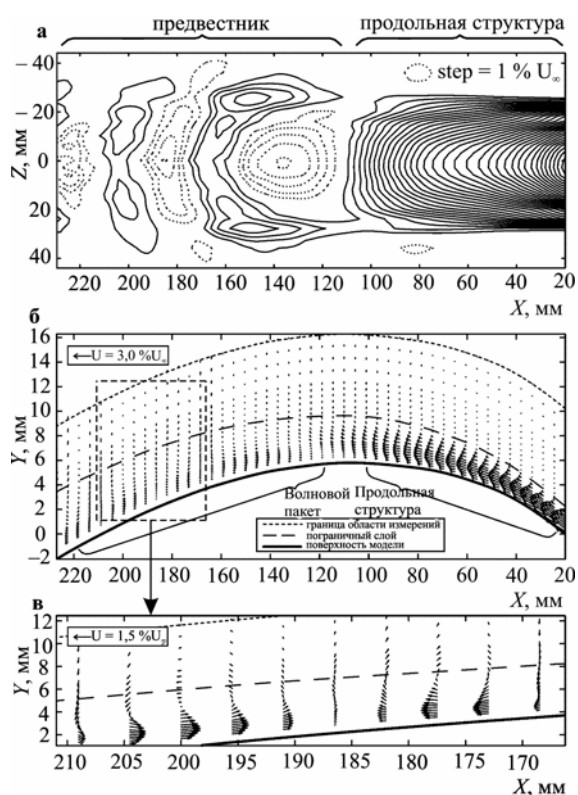 предвестник продольная структура
а
step = 1 % U∞
– 40
– 20
0
20
40
Z, мм
220 200 180 160 140 120 100 80 60 40 20
X, мм
б
16
14
12
10
8
6
4
2
0
–2
Y, мм
←U = 3,0 %U∞
Волновой пакет
Продольная структура
граница области измерений
пограничный слой
поверхность модели
220 200 180 160 140 120 100 80 60 40 20
X, мм
в
12
10
8
6
4
2
Y, мм
←U = 1,5 %U
210 205 200 195 190 185 180 175 170
X, мм